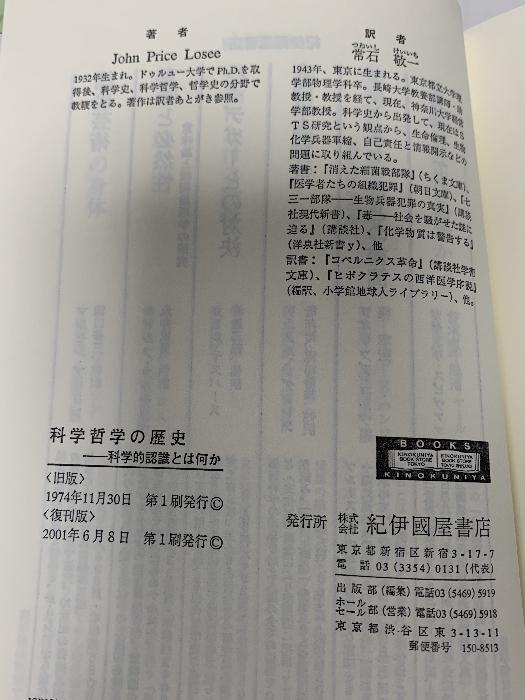 著者
John Price Losee
1932年生まれ。ドゥルュー大学でPh.D.を取
得後、科学史、科学哲学、哲学史の分野で
教鞭をとる。著作は訳者あとがき参照。
訳者
つねいし けいいち
常石 敬一
1943年、東京に生まれる。東京都立大学理
学部物理学科卒。長崎大学教養部講師・助
教授・教授を経て、現在、神奈川大学経営
学部教授。科学史から出発して、現在はS
TS研究という観点から、生命倫理、生物
化学兵器軍縮、自己責任と情報開示などの
問題に取り組んでいる。
著書:『消えた細菌戦部隊』(ちくま文庫)、
『医学者たちの組織犯罪』(朝日文庫)、『七
三一部隊──生物兵器犯罪の真実』(講談
社現代新書)、『毒──社会を騒がせた謎に
迫る』(講談社)、『化学物質は警告する』
(洋泉社新書y)、他
訳書:『コペルニクス革命』(講談社学術
文庫)、『ヒポクラテスの西洋医学序説』
(編訳、小学館地球人ライブラリー)、他。
科学哲学の歴史
──科学的認識とは何か
〈旧版〉
1974年11月30日 第1刷発行©
〈復刊版〉
2001年6月8日 第1刷発行©
BOOKS
KINOKUNIYA BOOK STORE TOKYO
KINOKUNIYA
発行所 株式会社 紀伊國屋書店
東京都新宿区新宿3-17-7
電話 03(3354)0131(代表)
出版部(編集)電話03(5469)5919
ホールセール部(営業)電話03(5469)5918
東京都渋谷区東3-13-11
郵便番号 150-8513